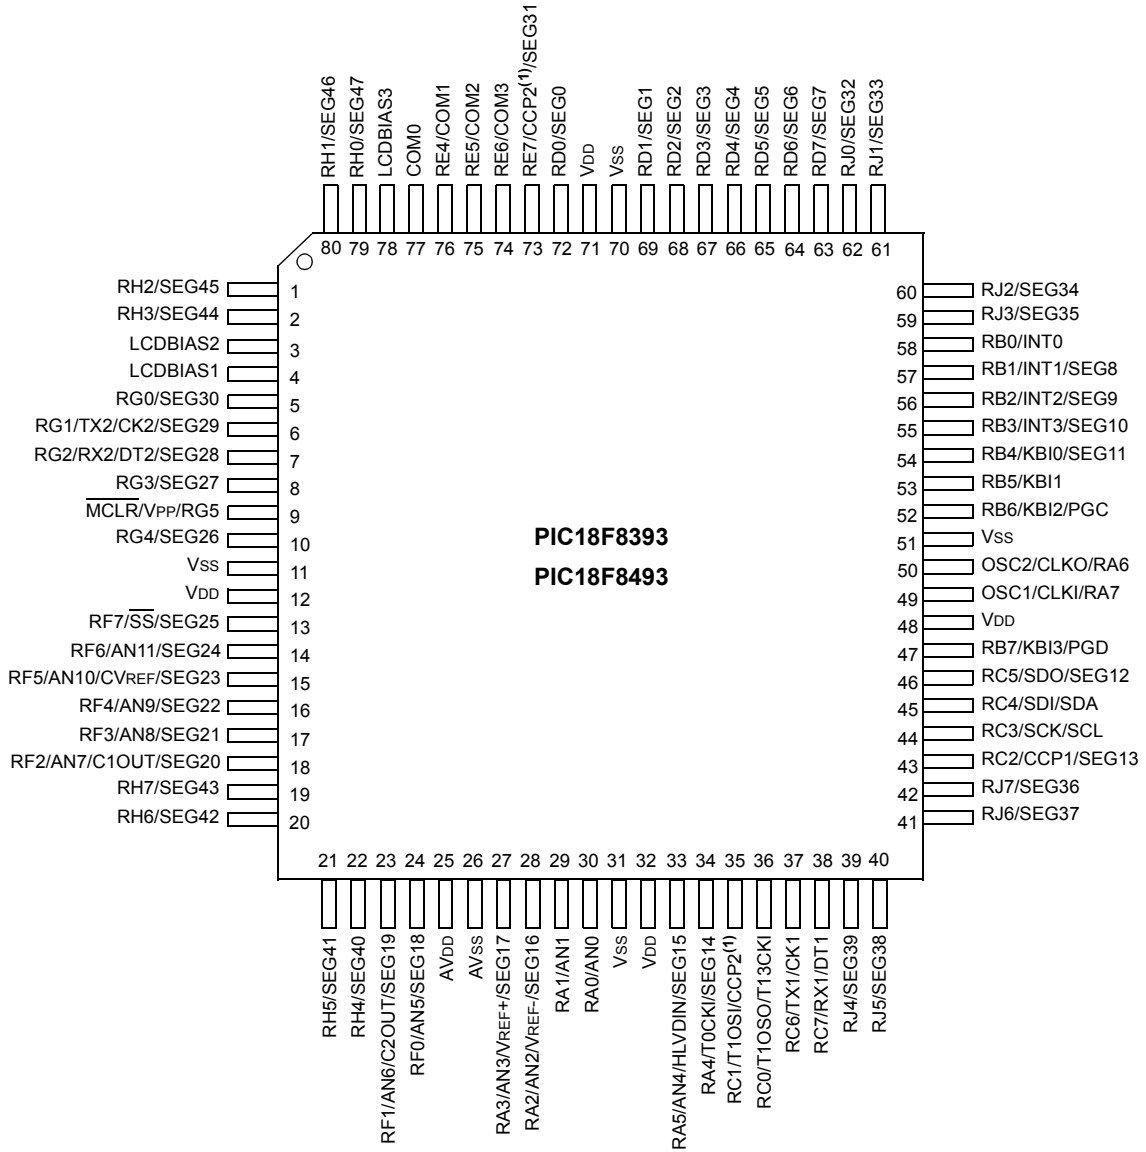 RH1/SEG46
RH0/SEG47
LCDBIAS3
COM0
RE4/COM1
RE5/COM2
RE6/COM3
RE7/CCP2(1)/SEG31
RD0/SEG0
VDD
VSS
RD1/SEG1
RD2/SEG2
RD3/SEG3
RD4/SEG4
RD5/SEG5
RD6/SEG6
RD7/SEG7
RJ0/SEG32
RJ1/SEG33
80 79 78 77 76 75 74 73 72 71 70 69 68 67 66 65 64 63 62 61
RH2/SEG45 1
RH3/SEG44 2
LCDBIAS2 3
LCDBIAS1 4
RG0/SEG30 5
RG1/TX2/CK2/SEG29 6
RG2/RX2/DT2/SEG28 7
RG3/SEG27 8
MCLR/VPP/RG5 9
RG4/SEG26 10
VSS 11
VDD 12
RF7/SS/SEG25 13
RF6/AN11/SEG24 14
RF5/AN10/CVREF/SEG23 15
RF4/AN9/SEG22 16
RF3/AN8/SEG21 17
RF2/AN7/C1OUT/SEG20 18
RH7/SEG43 19
RH6/SEG42 20
PIC18F8393
PIC18F8493
60 RJ2/SEG34
59 RJ3/SEG35
58 RB0/INT0
57 RB1/INT1/SEG8
56 RB2/INT2/SEG9
55 RB3/INT3/SEG10
54 RB4/KBI0/SEG11
53 RB5/KBI1
52 RB6/KBI2/PGC
51 VSS
50 OSC2/CLKO/RA6
49 OSC1/CLKI/RA7
48 VDD
47 RB7/KBI3/PGD
46 RC5/SDO/SEG12
45 RC4/SDI/SDA
44 RC3/SCK/SCL
43 RC2/CCP1/SEG13
42 RJ7/SEG36
41 RJ6/SEG37
21 22 23 24 25 26 27 28 29 30 31 32 33 34 35 36 37 38 39 40
RH5/SEG41
RH4/SEG40
RF1/AN6/C2OUT/SEG19
RF0/AN5/SEG18
AVDD
AVSS
RA3/AN3/VREF+/SEG17
RA2/AN2/VREF-/SEG16
RA1/AN1
RA0/AN0
VSS
VDD
RA5/AN4/HLVDIN/SEG15
RA4/T0CKI/SEG14
RC1/T1OSI/CCP2(1)
RC0/T1OSO/T13CKI
RC6/TX1/CK1
RC7/RX1/DT1
RJ4/SEG39
RJ5/SEG38